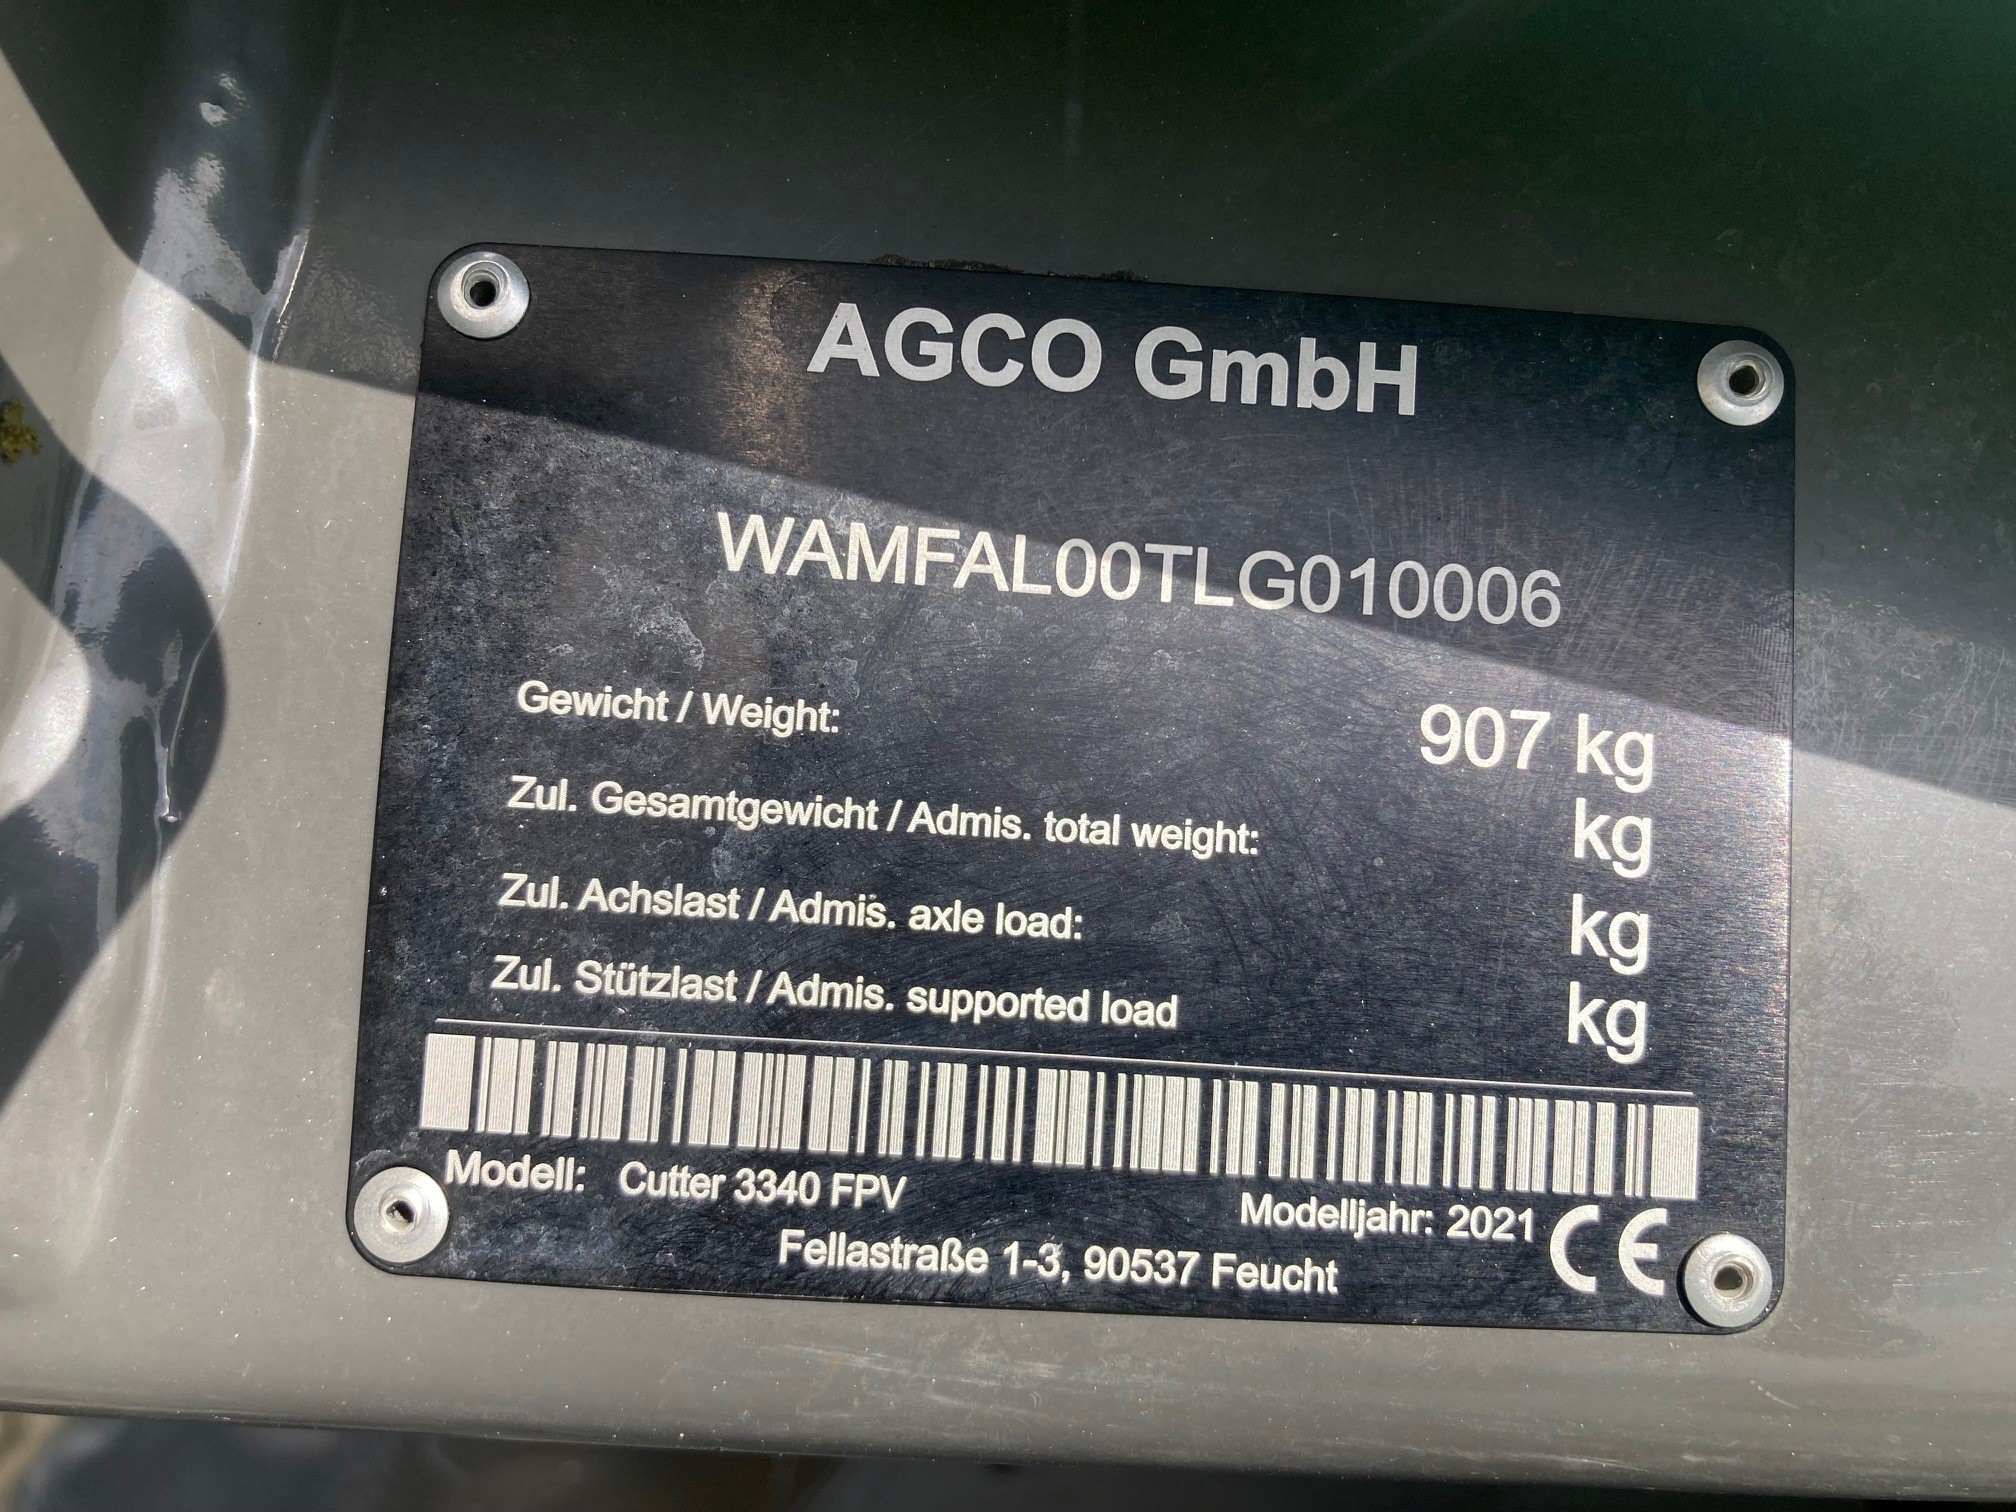 AGCO GmbH
WAMFAL00TLG010006
Gewicht / Weight: 907 kg
Zul. Gesamtgewicht / Admis. total weight: kg
Zul. Achslast / Admis. axle load: kg
Zul. Stützlast / Admis. supported load kg
Modell: Cutter 3340 FPV
Modelljahr: 2021 CE
Fellastraße 1-3, 90537 Feucht